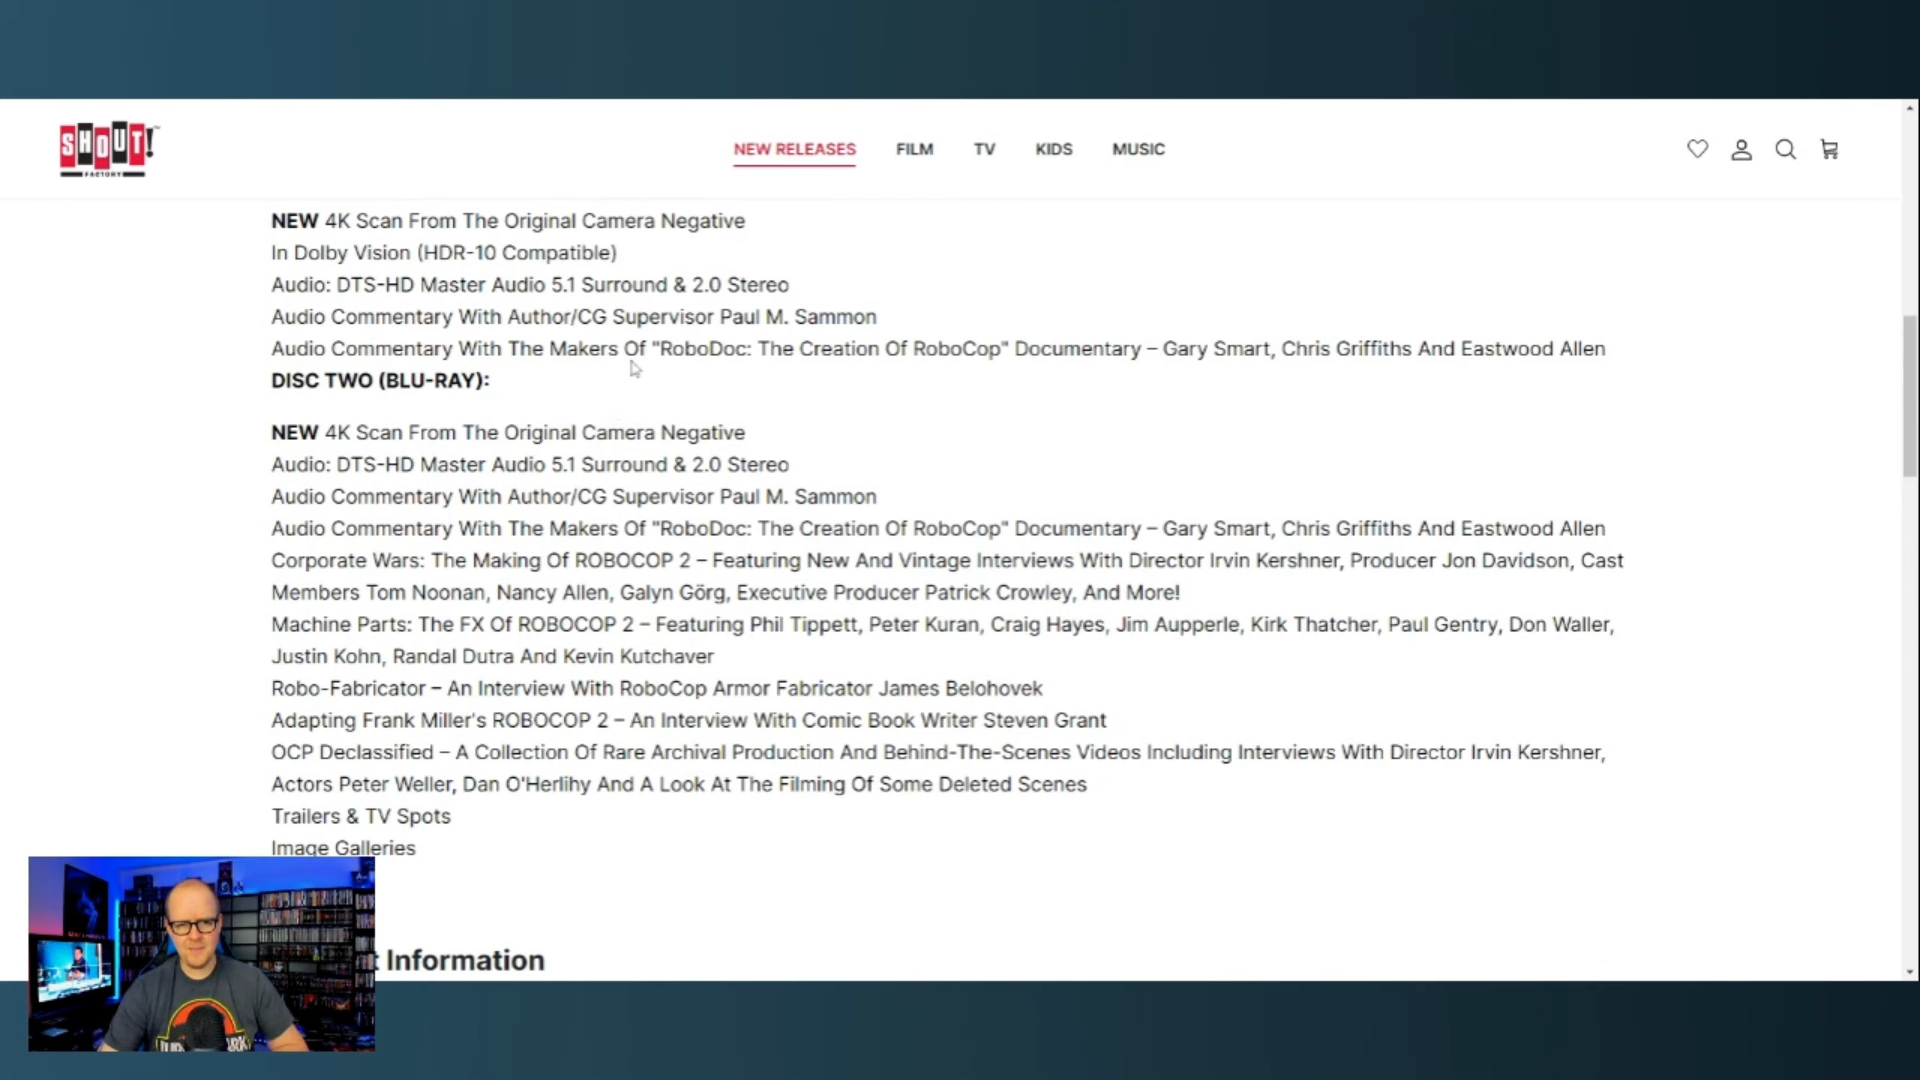 SHOUT!
FACTORY
NEW RELEASES
FILM
TV
KIDS
MUSIC
NEW 4K Scan From The Original Camera Negative
In Dolby Vision (HDR-10 Compatible)
Audio: DTS-HD Master Audio 5.1 Surround & 2.0 Stereo
Audio Commentary With Author/CG Supervisor Paul M. Sammon
Audio Commentary With The Makers Of "RoboDoc: The Creation Of RoboCop" Documentary – Gary Smart, Chris Griffiths And Eastwood Allen
DISC TWO (BLU-RAY):
NEW 4K Scan From The Original Camera Negative
Audio: DTS-HD Master Audio 5.1 Surround & 2.0 Stereo
Audio Commentary With Author/CG Supervisor Paul M. Sammon
Audio Commentary With The Makers Of "RoboDoc: The Creation Of RoboCop" Documentary – Gary Smart, Chris Griffiths And Eastwood Allen
Corporate Wars: The Making Of ROBOCOP 2 – Featuring New And Vintage Interviews With Director Irvin Kershner, Producer Jon Davidson, Cast
Members Tom Noonan, Nancy Allen, Galyn Görg, Executive Producer Patrick Crowley, And More!
Machine Parts: The FX Of ROBOCOP 2 – Featuring Phil Tippett, Peter Kuran, Craig Hayes, Jim Aupperle, Kirk Thatcher, Paul Gentry, Don Waller,
Justin Kohn, Randal Dutra And Kevin Kutchaver
Robo-Fabricator – An Interview With RoboCop Armor Fabricator James Belohovek
Adapting Frank Miller's ROBOCOP 2 – An Interview With Comic Book Writer Steven Grant
OCP Declassified – A Collection Of Rare Archival Production And Behind-The-Scenes Videos Including Interviews With Director Irvin Kershner,
Actors Peter Weller, Dan O'Herlihy And A Look At The Filming Of Some Deleted Scenes
Trailers & TV Spots
Image Galleries
t Information